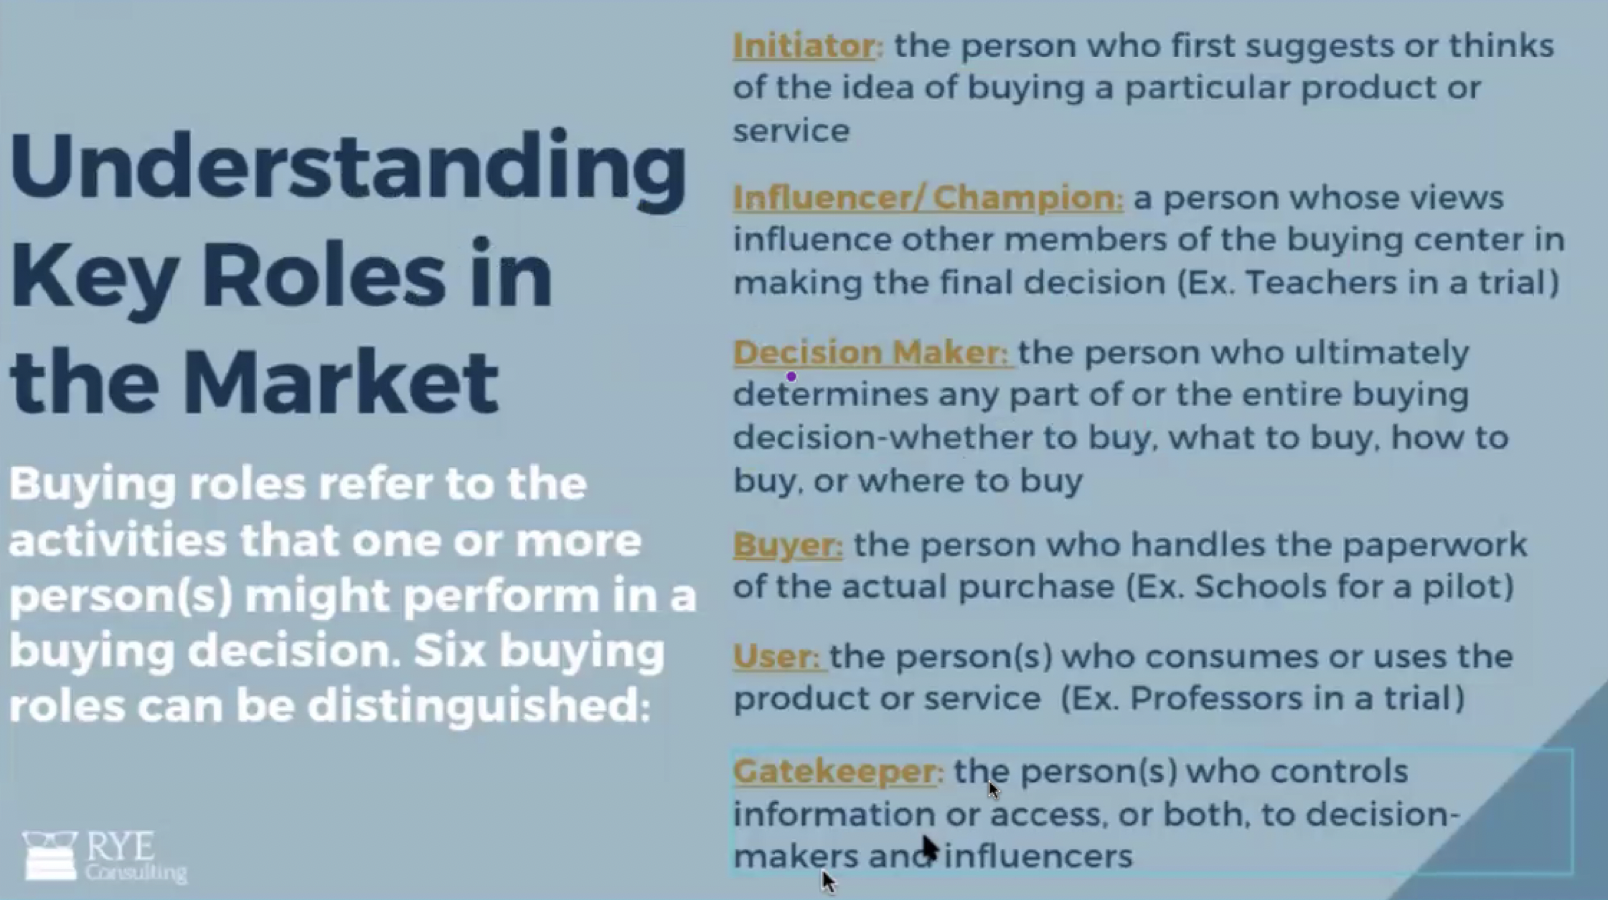 Understanding
Key Roles in
the Market
Buying roles refer to the
activities that one or more
person(s) might perform in a
buying decision. Six buying
roles can be distinguished:
Initiator: the person who first suggests or thinks
of the idea of buying a particular product or
service
Influencer/ Champion: a person whose views
influence other members of the buying center in
making the final decision (Ex. Teachers in a trial)
Decision Maker: the person who ultimately
determines any part of or the entire buying
decision-whether to buy, what to buy, how to
buy, or where to buy
Buyer: the person who handles the paperwork
of the actual purchase (Ex. Schools for a pilot)
User: the person(s) who consumes or uses the
product or service (Ex. Professors in a trial)
Gatekeeper: the person(s) who controls
information or access, or both, to decision-
makers and influencers
RYE
Consulting